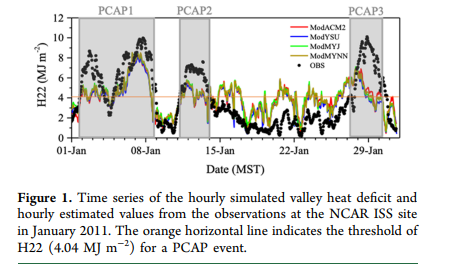 PCAP1 PCAP2 PCAP3
12
10
8
6
4
2
0
H22 (MJ m⁻²)
ModACM2
ModYSU
ModMYJ
ModMYNN
OBS
01-Jan 08-Jan 15-Jan 22-Jan 29-Jan
Date (MST)
Figure 1. Time series of the hourly simulated valley heat deficit and
hourly estimated values from the observations at the NCAR ISS site
in January 2011. The orange horizontal line indicates the threshold of
H22 (4.04 MJ m⁻²) for a PCAP event.